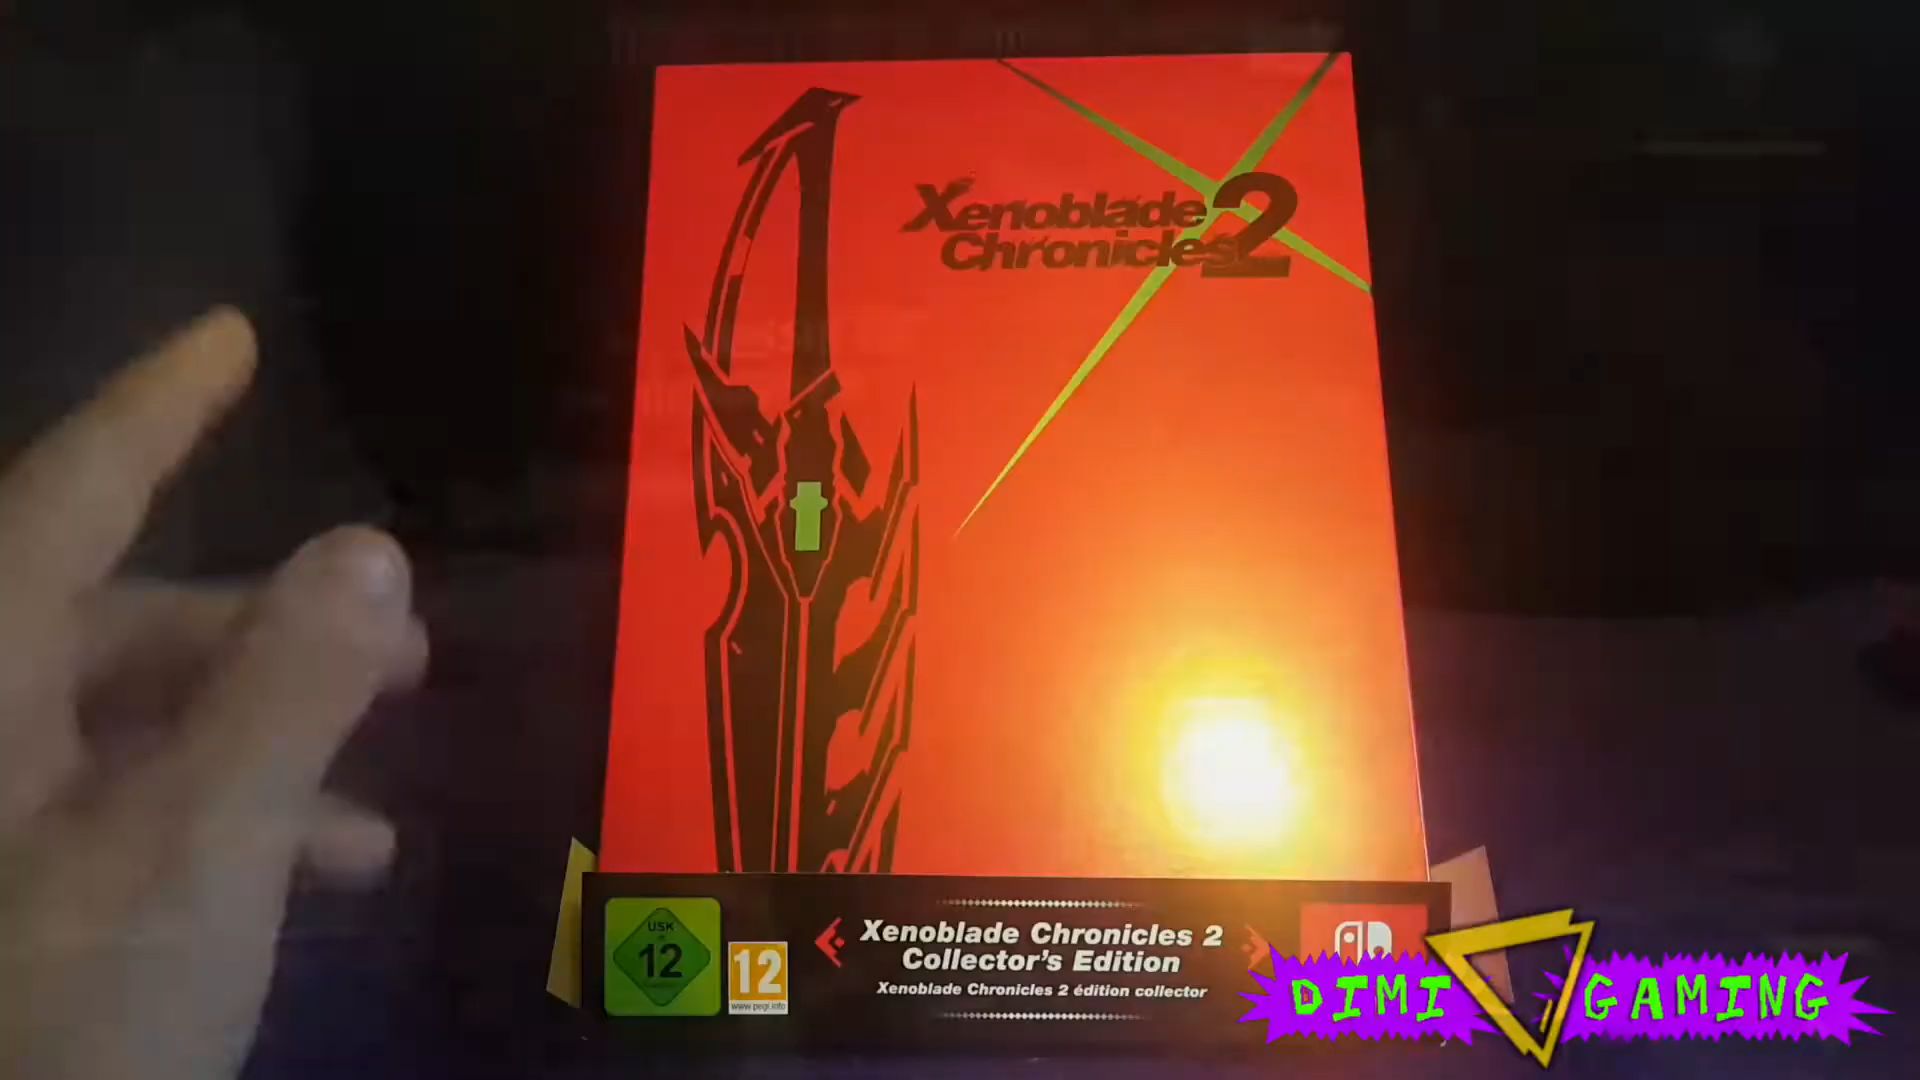 Xenoblade
Chronicles 2
USK
12
12
www.pegi.info
Xenoblade Chronicles 2
Collector's Edition
Xenoblade Chronicles 2 édition collector
DIMI GAMING